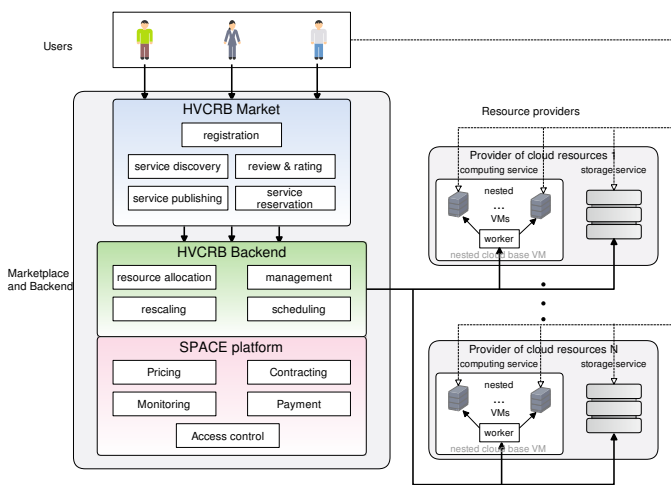 Users
HVCRB Market
registration
service discovery
review & rating
service publishing
service
reservation
Marketplace
and Backend
HVCRB Backend
resource allocation
management
rescaling
scheduling
SPACE platform
Pricing
Contracting
Monitoring
Payment
Access control
Resource providers
Provider of cloud resources 1
computing service
storage service
nested
...
VMs
worker
nested cloud base VM
Provider of cloud resources N
computing service
storage service
nested
...
VMs
worker
nested cloud base VM